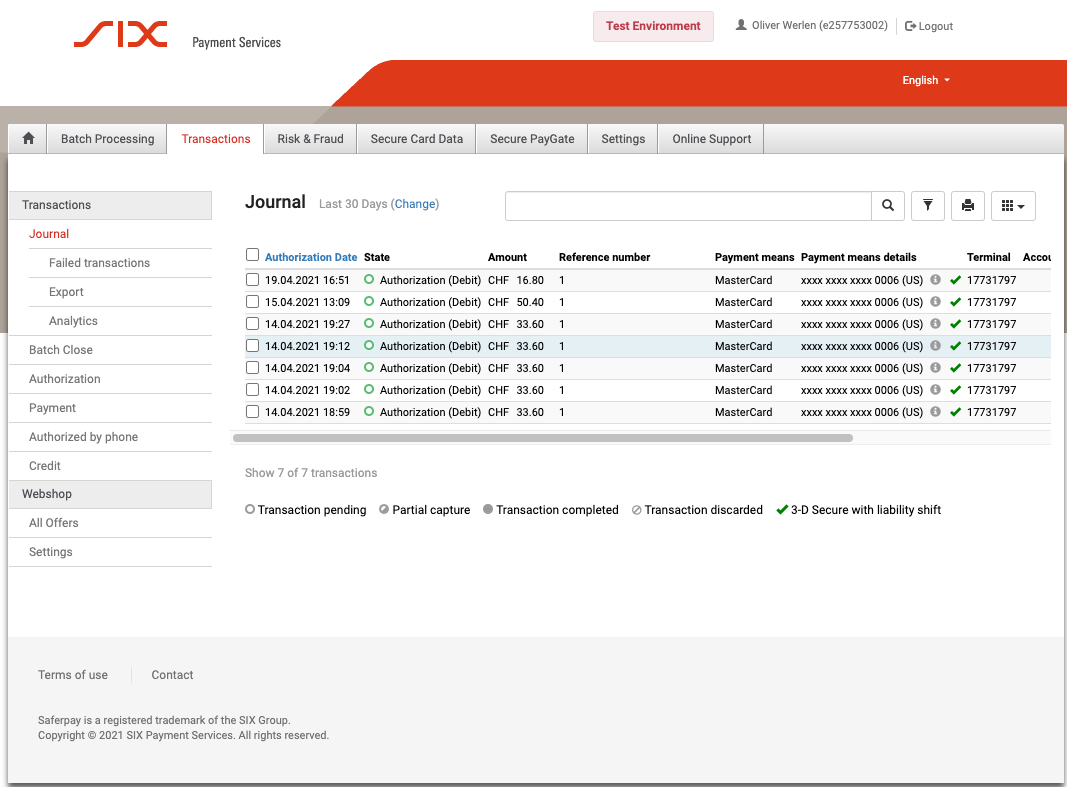 SIX Payment Services
Test Environment
Oliver Werlen (e257753002)
Logout
English
Batch Processing
Transactions
Risk & Fraud
Secure Card Data
Secure PayGate
Settings
Online Support
Transactions
Journal
Failed transactions
Export
Analytics
Batch Close
Authorization
Payment
Authorized by phone
Credit
Webshop
All Offers
Settings
Journal Last 30 Days (Change)
Authorization Date State Amount Reference number Payment means Payment means details Terminal Accou
19.04.2021 16:51 Authorization (Debit) CHF 16.80 1 MasterCard xxxx xxxx xxxx 0006 (US) 17731797
15.04.2021 13:09 Authorization (Debit) CHF 50.40 1 MasterCard xxxx xxxx xxxx 0006 (US) 17731797
14.04.2021 19:27 Authorization (Debit) CHF 33.60 1 MasterCard xxxx xxxx xxxx 0006 (US) 17731797
14.04.2021 19:12 Authorization (Debit) CHF 33.60 1 MasterCard xxxx xxxx xxxx 0006 (US) 17731797
14.04.2021 19:04 Authorization (Debit) CHF 33.60 1 MasterCard xxxx xxxx xxxx 0006 (US) 17731797
14.04.2021 19:02 Authorization (Debit) CHF 33.60 1 MasterCard xxxx xxxx xxxx 0006 (US) 17731797
14.04.2021 18:59 Authorization (Debit) CHF 33.60 1 MasterCard xxxx xxxx xxxx 0006 (US) 17731797
Show 7 of 7 transactions
Transaction pending Partial capture Transaction completed Transaction discarded 3-D Secure with liability shift
Terms of use Contact
Saferpay is a registered trademark of the SIX Group.
Copyright © 2021 SIX Payment Services. All rights reserved.